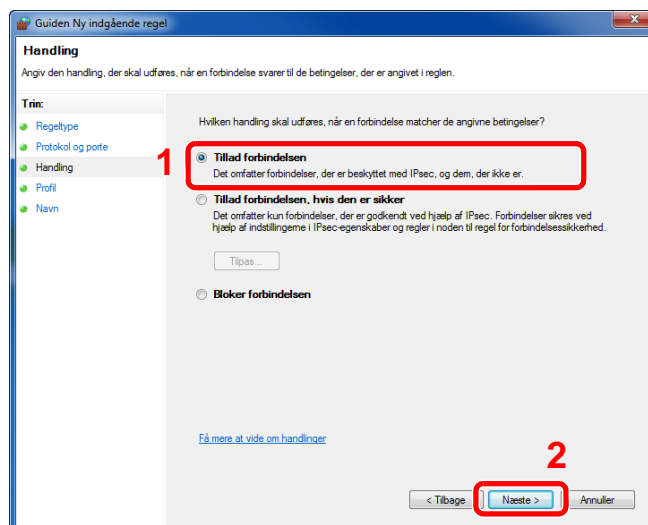 Guiden Ny indgående regel
Handling
Angiv den handling, der skal udføres, når en forbindelse svarer til de betingelser, der er angivet i reglen.
Trin:
Regeltype
Protokol og porte
Handling
Profil
Navn
Hvilken handling skal udføres, når en forbindelse matcher de angivne betingelser?
1
Tillad forbindelsen
Det omfatter forbindelser, der er beskyttet med IPsec, og dem, der ikke er.
Tillad forbindelsen, hvis den er sikker
Det omfatter kun forbindelser, der er godkendt ved hjælp af IPsec. Forbindelser sikres ved
hjælp af indstillingerne i IPsec-egenskaber og regler i noden til regel for forbindelsessikkerhed.
Tilpas...
Bloker forbindelsen
Få mere at vide om handlinger
2
< Tilbage
Næste >
Annuller